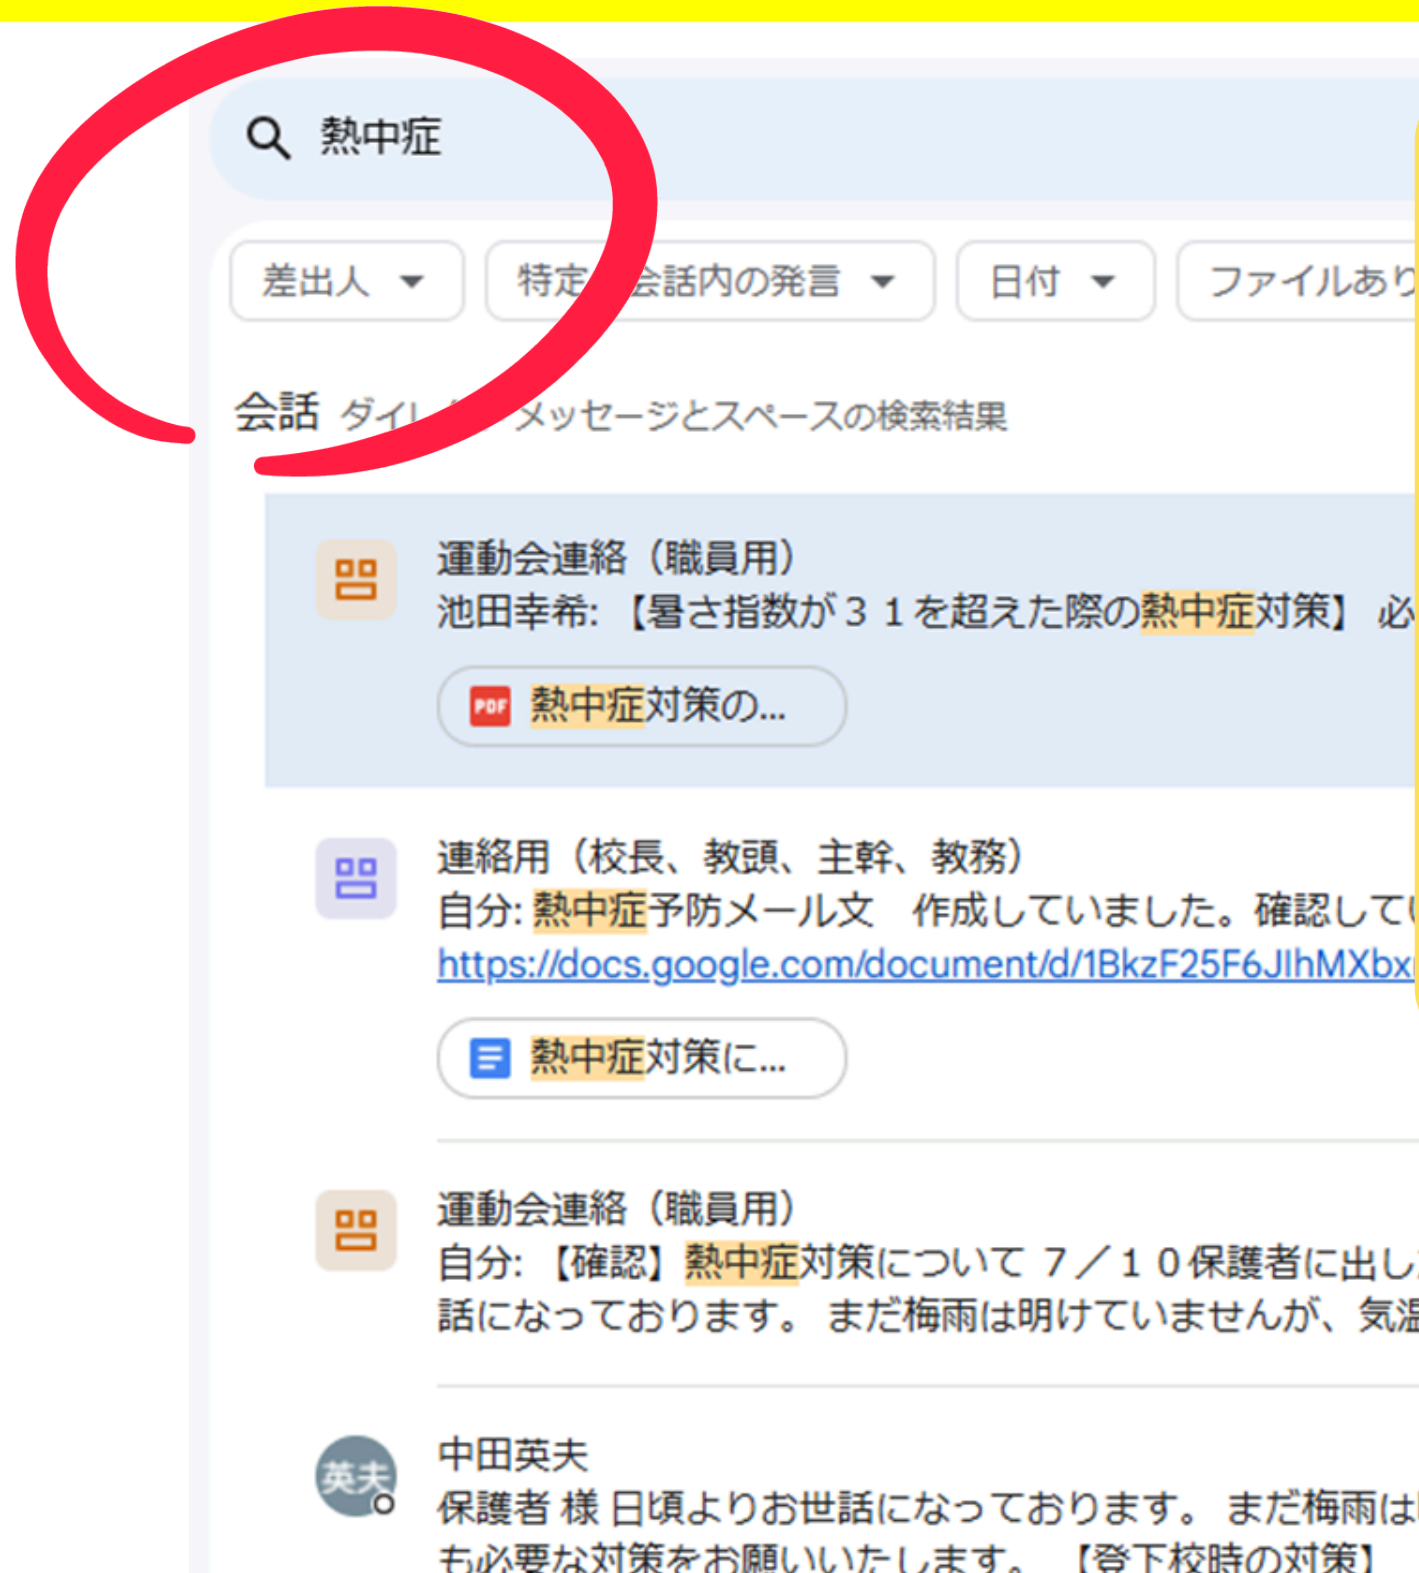 熱中症
差出人
特定 会話内の発言
日付
ファイルあり
会話 ダイレ メッセージとスペースの検索結果
運動会連絡（職員用）
池田幸希: 【暑さ指数が３１を超えた際の熱中症対策】 必
PDF 熱中症対策の...
連絡用（校長、教頭、主幹、教務）
自分: 熱中症予防メール文　作成していました。確認してい
https://docs.google.com/document/d/1BkzF25F6JIhMXbx
熱中症対策に...
運動会連絡（職員用）
自分: 【確認】熱中症対策について ７／１０保護者に出し
話になっております。 まだ梅雨は明けていませんが、気温
中田英夫
英夫
保護者 様 日頃よりお世話になっております。 まだ梅雨は
も必要な対策をお願いいたします。 【登下校時の対策】